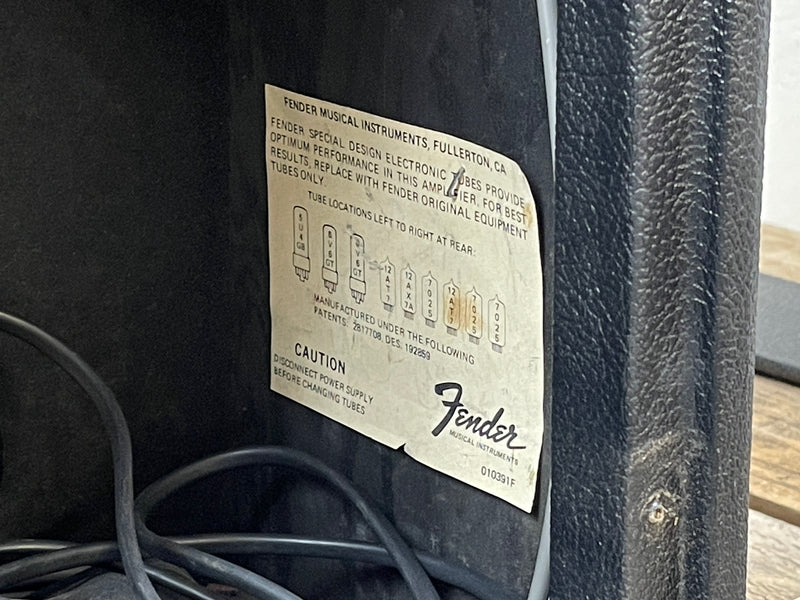 FENDER MUSICAL INSTRUMENTS, FULLERTON, CA
FENDER SPECIAL DESIGN ELECTRONIC TUBES PROVIDE
OPTIMUM PERFORMANCE IN THIS AMPLIFIER. FOR BEST
RESULTS, REPLACE WITH FENDER ORIGINAL EQUIPMENT
TUBES ONLY.
TUBE LOCATIONS LEFT TO RIGHT AT REAR:
5U4GB 6V6GT 6V6GT 12AT7 12AX7A 7025 12AT7 7025 7025
MANUFACTURED UNDER THE FOLLOWING
PATENTS: 2817708, DES. 192859
CAUTION
DISCONNECT POWER SUPPLY
BEFORE CHANGING TUBES
Fender
MUSICAL INSTRUMENTS
010391F